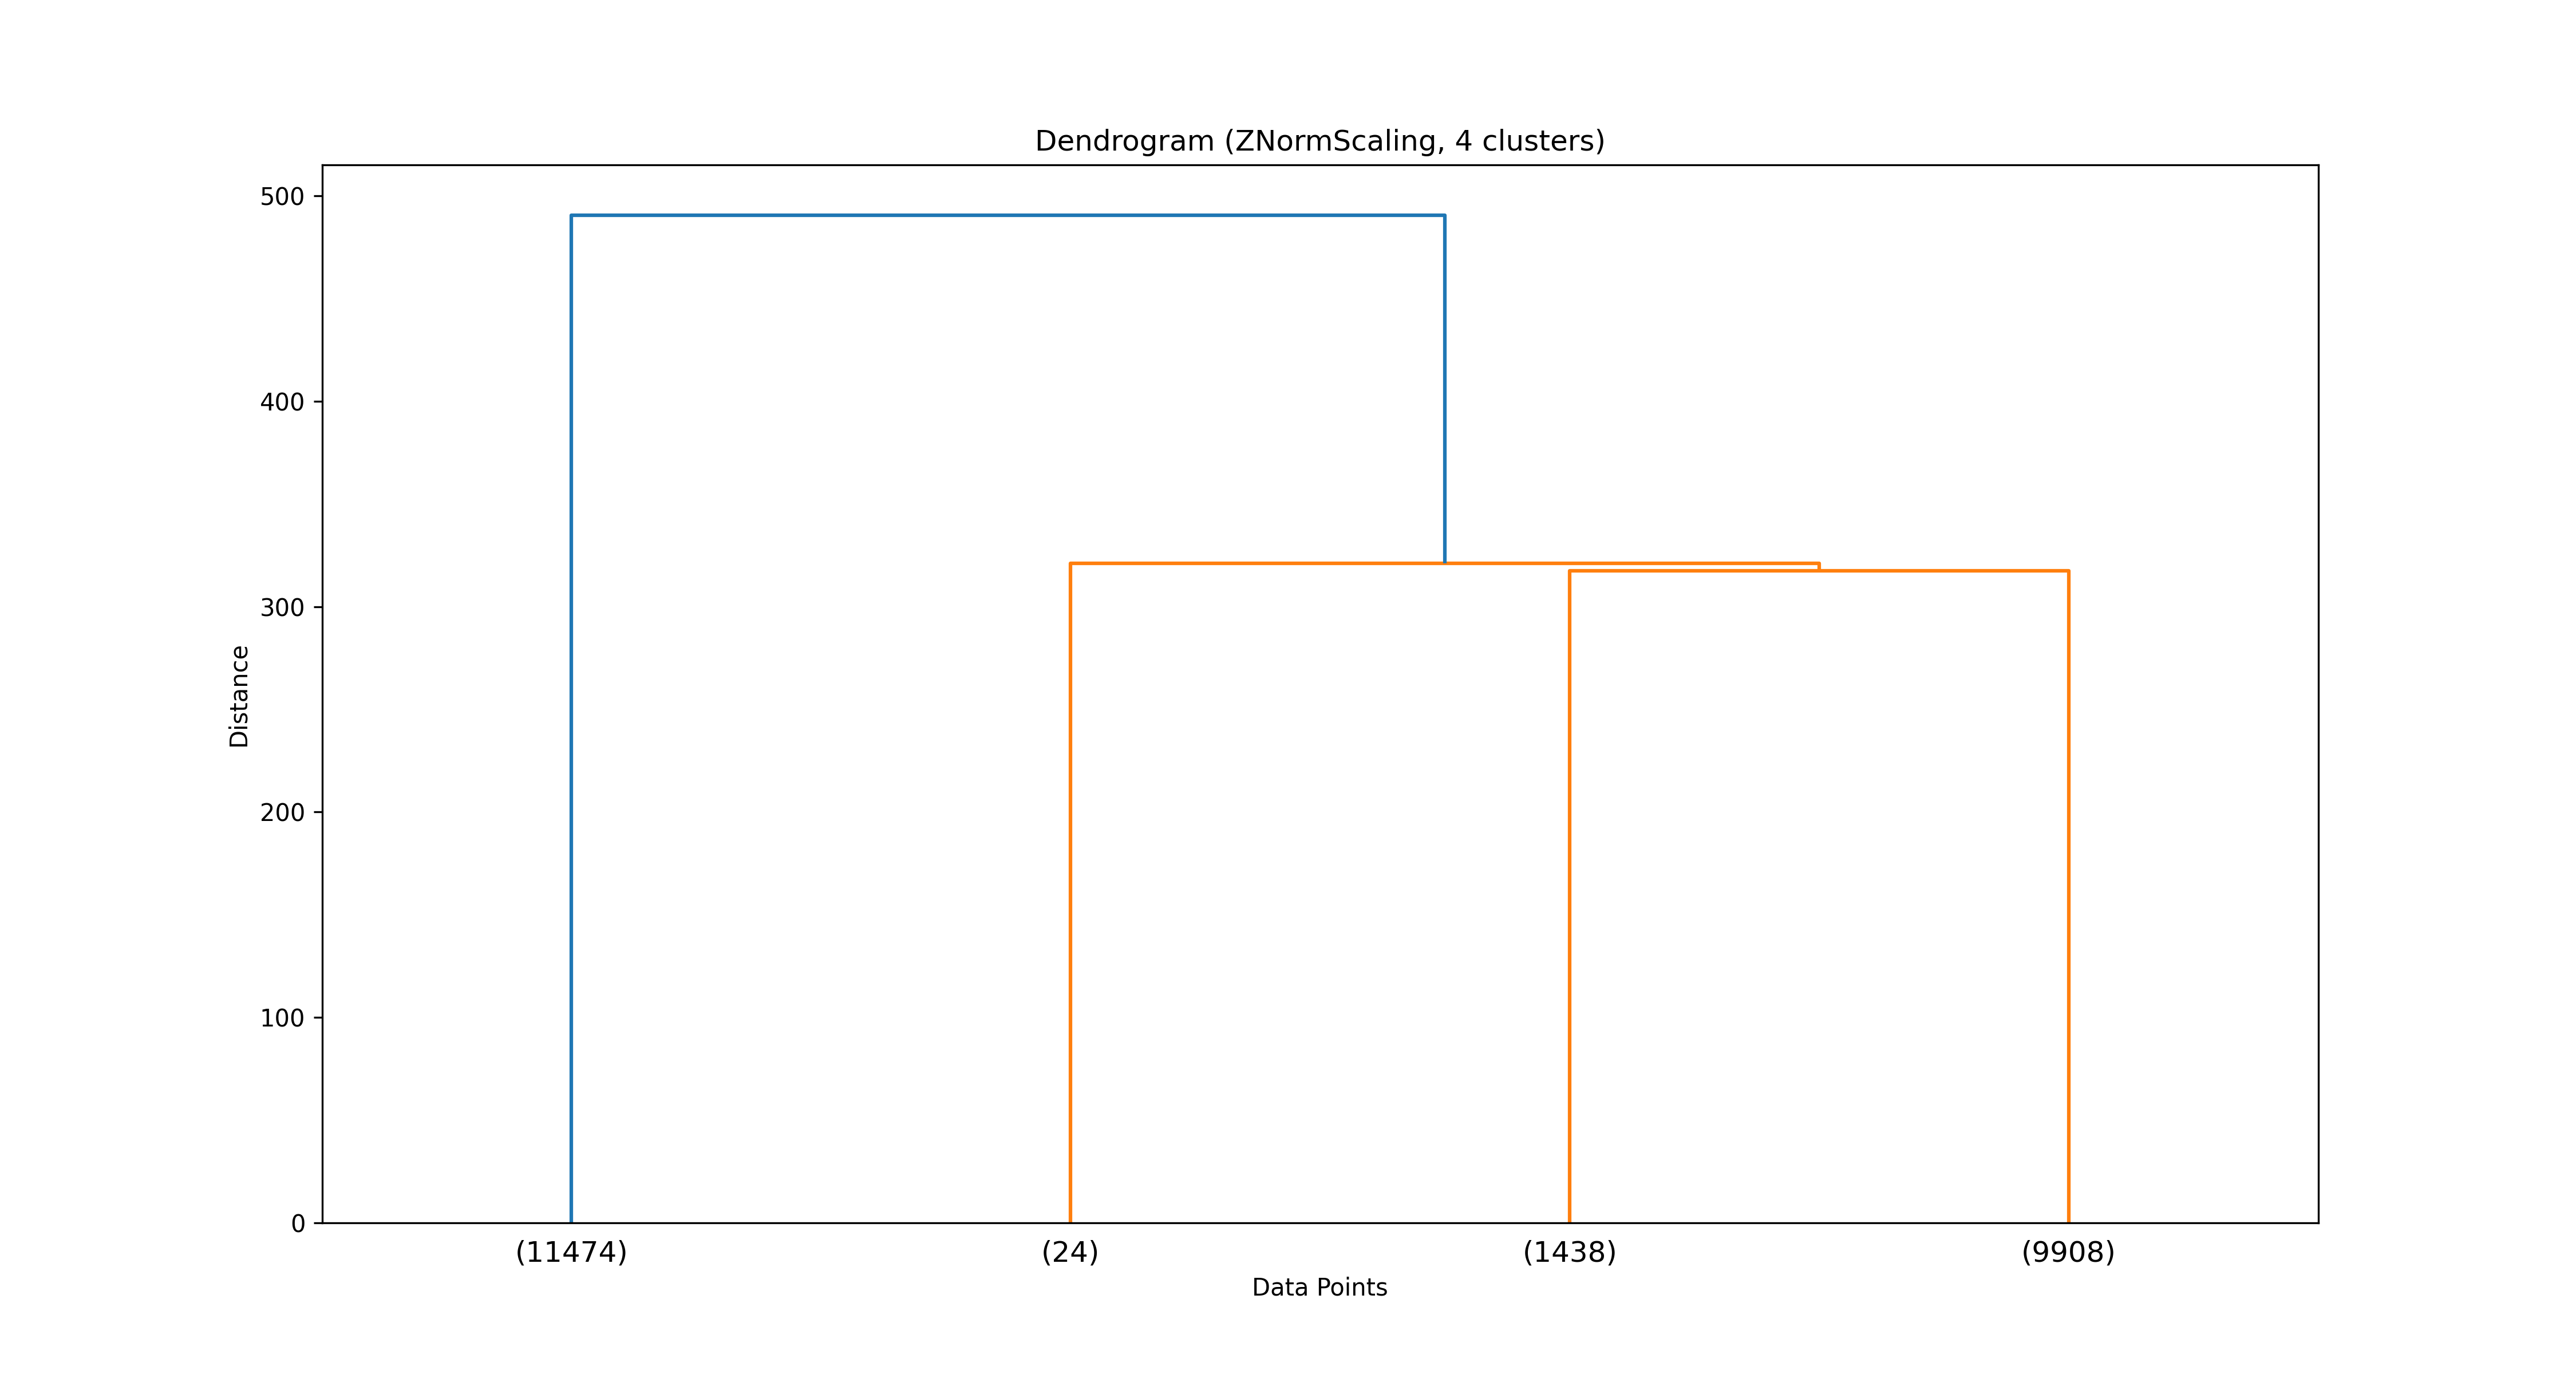 Dendrogram (ZNormScaling, 4 clusters)
500
400
300
200
100
0
Distance
(11474) (24) (1438) (9908)
Data Points